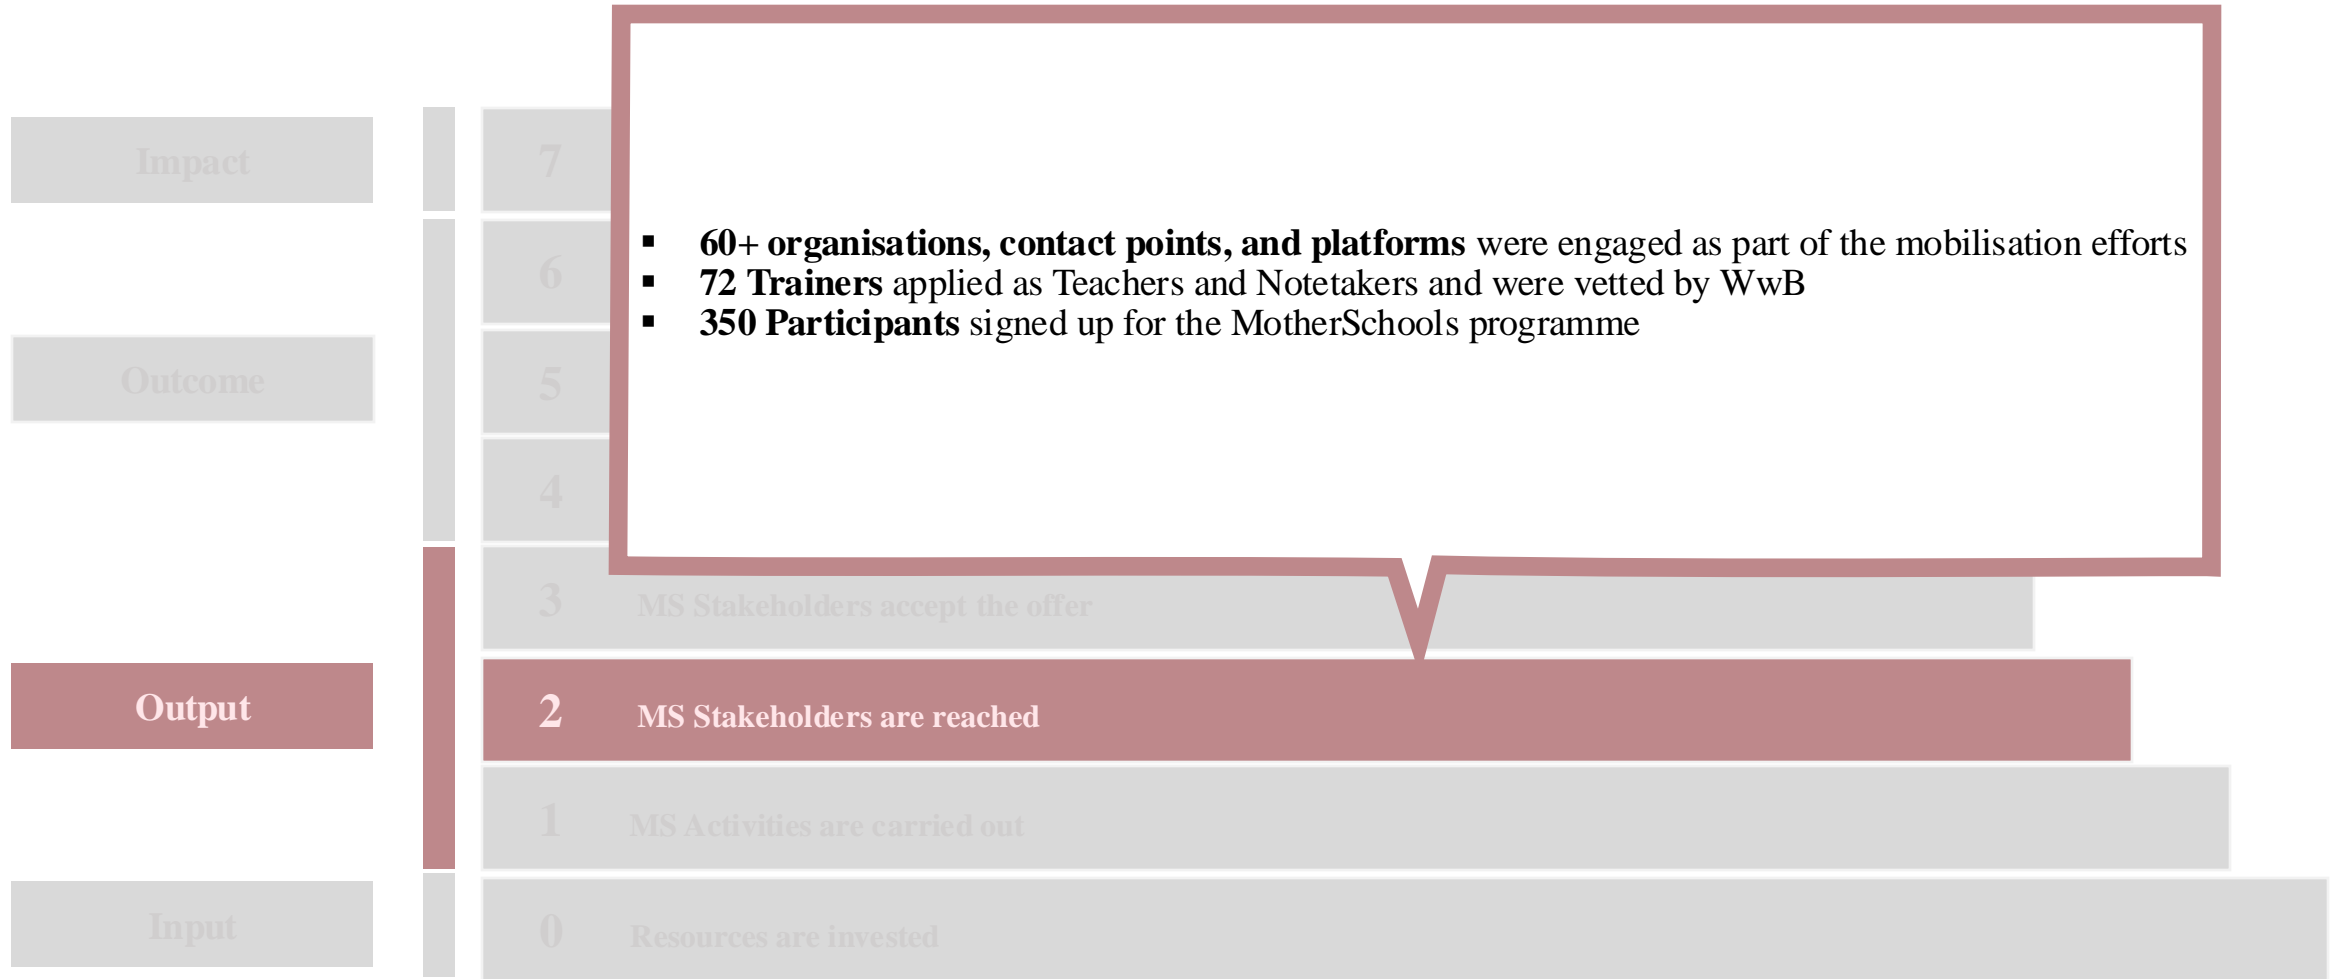 Impact
7
▪ 60+ organisations, contact points, and platforms were engaged as part of the mobilisation efforts
▪ 72 Trainers applied as Teachers and Notetakers and were vetted by WwB
▪ 350 Participants signed up for the MotherSchools programme
6
Outcome
5
4
3 MS Stakeholders accept the offer
Output
2 MS Stakeholders are reached
1 MS Activities are carried out
Input
0 Resources are invested